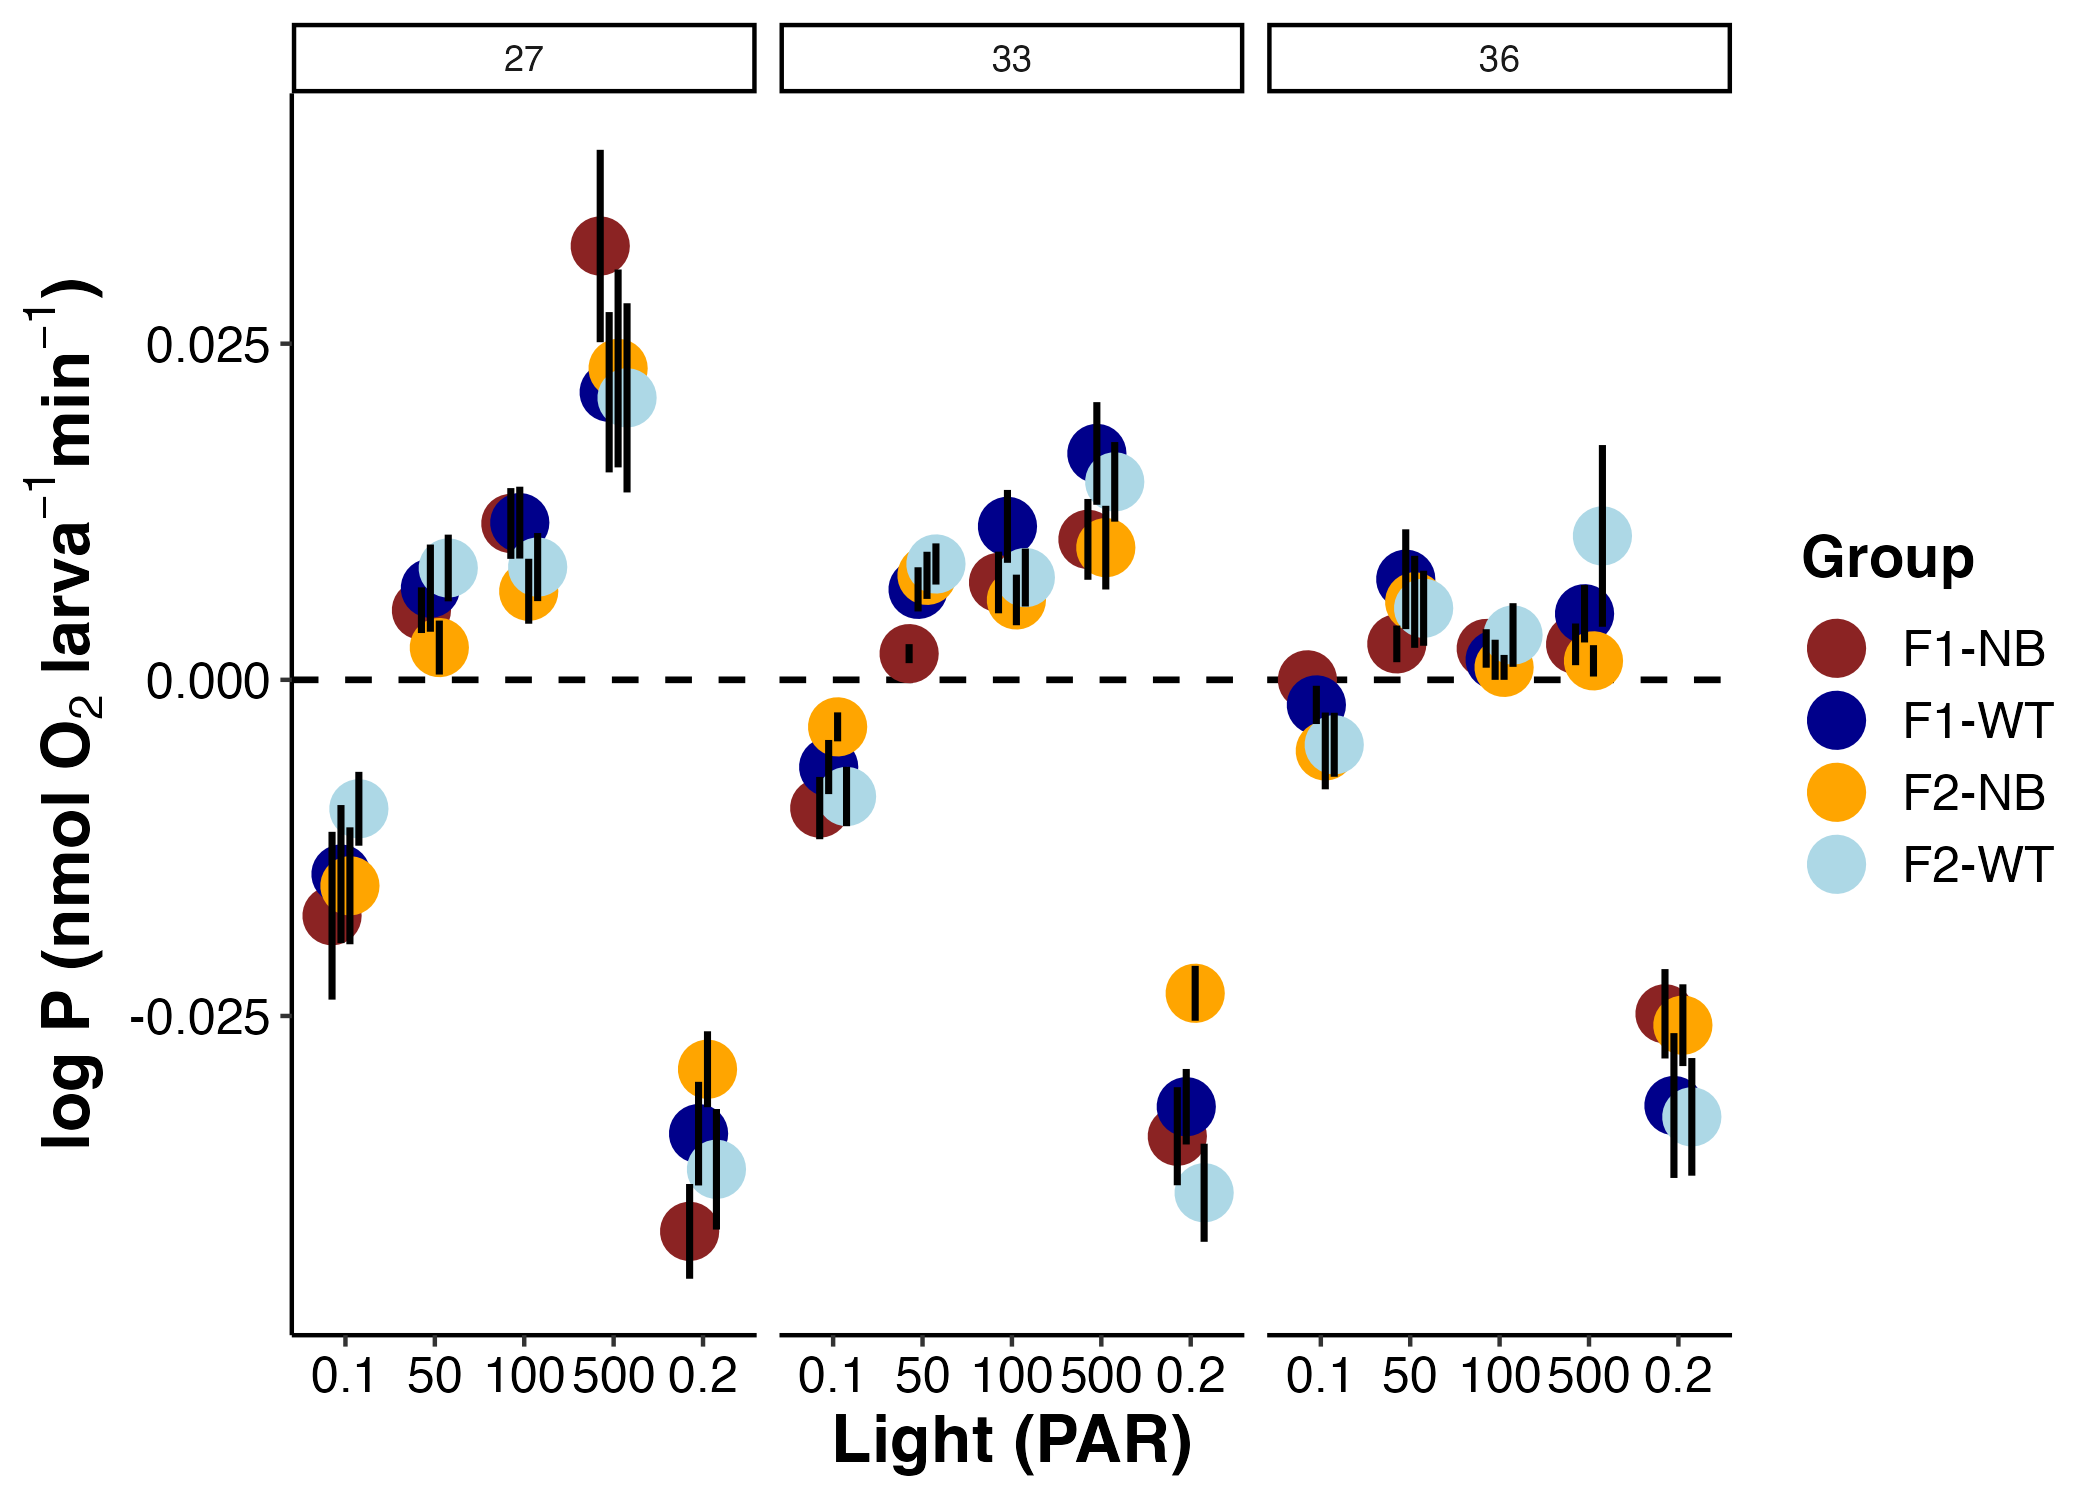 27 33 36
0.025
0.000
-0.025
log P (nmol O₂ larva⁻¹min⁻¹)
0.1 50 100 500 0.2 0.1 50 100 500 0.2 0.1 50 100 500 0.2
Light (PAR)
Group
F1-NB
F1-WT
F2-NB
F2-WT